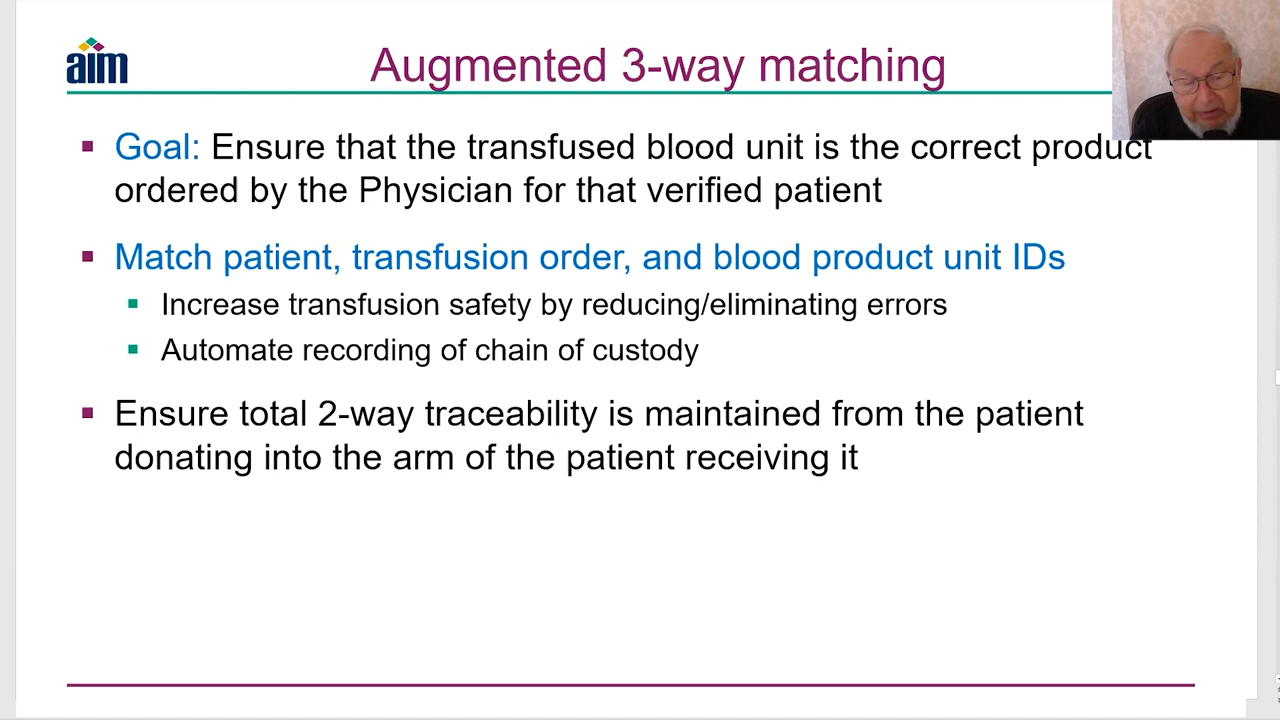 aim
Augmented 3-way matching
Goal: Ensure that the transfused blood unit is the correct product
ordered by the Physician for that verified patient
Match patient, transfusion order, and blood product unit IDs
Increase transfusion safety by reducing/eliminating errors
Automate recording of chain of custody
Ensure total 2-way traceability is maintained from the patient
donating into the arm of the patient receiving it